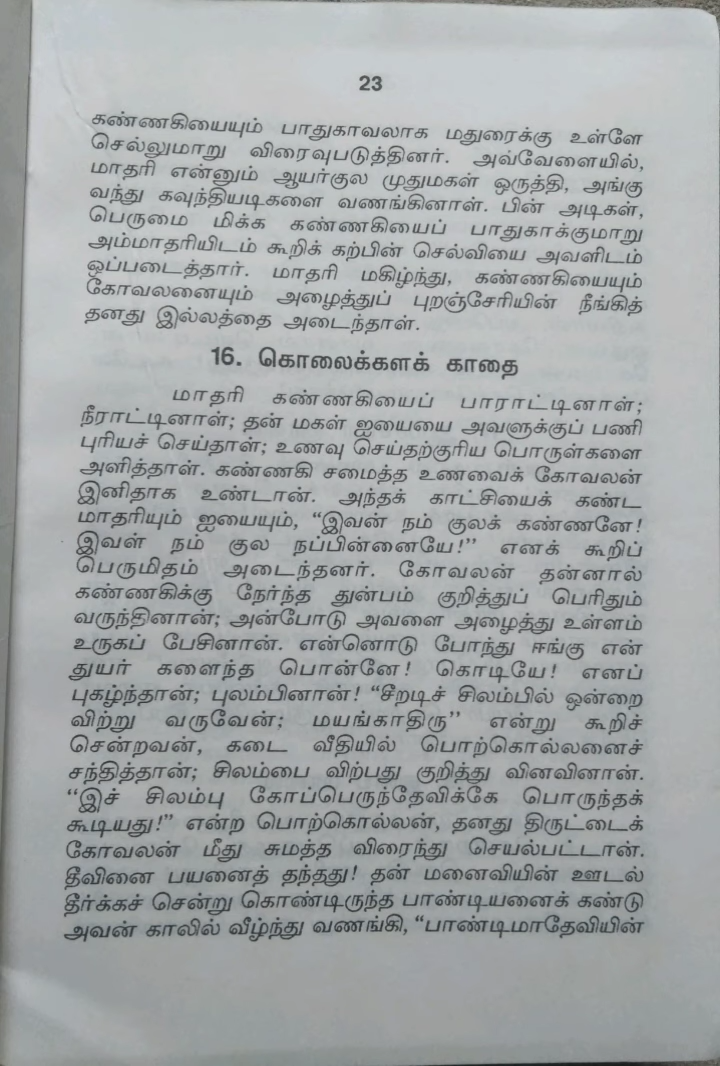 23
கண்ணகியையும் பாதுகாவலாக மதுரைக்கு உள்ளே
செல்லுமாறு விரைவுபடுத்தினர். அவ்வேளையில்,
மாதரி என்னும் ஆயர்குல முதுமகள் ஒருத்தி, அங்கு
வந்து கவுந்தியடிகளை வணங்கினாள். பின் அடிகள்,
பெருமை மிக்க கண்ணகியைப் பாதுகாக்குமாறு
அம்மாதரியிடம் கூறிக் கற்பின் செல்வியை அவளிடம்
ஒப்படைத்தார். மாதரி மகிழ்ந்து, கண்ணகியையும்
கோவலனையும் அழைத்துப் புறஞ்சேரியின் நீங்கித்
தனது இல்லத்தை அடைந்தாள்.
16. கொலைக்களக் காதை
மாதரி கண்ணகியைப் பாராட்டினாள்;
நீராட்டினாள்; தன் மகள் ஐயையை அவளுக்குப் பணி
புரியச் செய்தாள்; உணவு செய்தற்குரிய பொருள்களை
அளித்தாள். கண்ணகி சமைத்த உணவைக் கோவலன்
இனிதாக உண்டான். அந்தக் காட்சியைக் கண்ட
மாதரியும் ஐயையும், “இவன் நம் குலக் கண்ணனே!
இவள் நம் குல நப்பின்னையே!” எனக் கூறிப்
பெருமிதம் அடைந்தனர். கோவலன் தன்னால்
கண்ணகிக்கு நேர்ந்த துன்பம் குறித்துப் பெரிதும்
வருந்தினான்; அன்போடு அவளை அழைத்து உள்ளம்
உருகப் பேசினான். என்னொடு போந்து ஈங்கு என்
துயர் களைந்த பொன்னே! கொடியே! எனப்
புகழ்ந்தான்; புலம்பினான்! “சீறடிச் சிலம்பில் ஒன்றை
விற்று வருவேன்; மயங்காதிரு” என்று கூறிச்
சென்றவன், கடை வீதியில் பொற்கொல்லனைச்
சந்தித்தான்; சிலம்பை விற்பது குறித்து வினவினான்.
“இச் சிலம்பு கோப்பெருந்தேவிக்கே பொருந்தக்
கூடியது!” என்ற பொற்கொல்லன், தனது திருட்டைக்
கோவலன் மீது சுமத்த விரைந்து செயல்பட்டான்.
தீவினை பயனைத் தந்தது! தன் மனைவியின் ஊடல்
தீர்க்கச் சென்று கொண்டிருந்த பாண்டியனைக் கண்டு
அவன் காலில் வீழ்ந்து வணங்கி, “பாண்டிமாதேவியின்